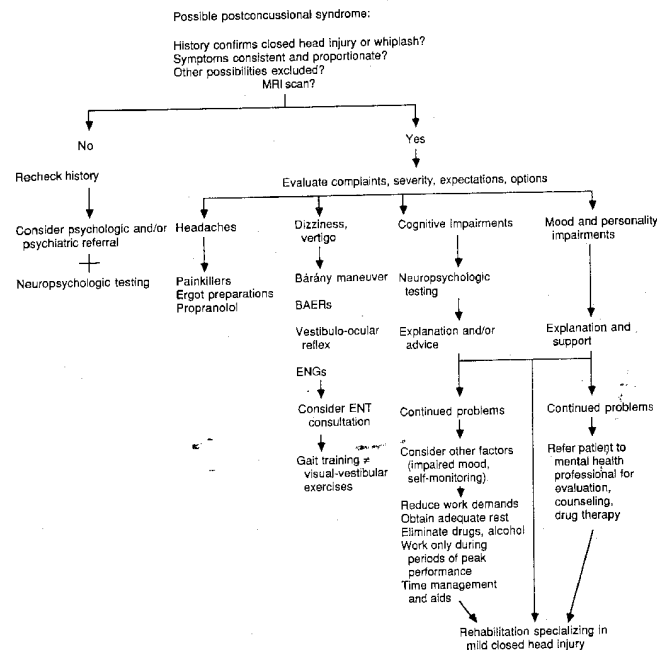 Possible postconcussional syndrome:
History confirms closed head injury or whiplash?
Symptoms consistent and proportionate?
Other possibilities excluded?
MRI scan?
No
Yes
Recheck history
Evaluate complaints, severity, expectations, options
Consider psychologic and/or
psychiatric referral
+
Neuropsychologic testing
Headaches
Painkillers
Ergot preparations
Propranolol
Dizziness,
vertigo
Bárány maneuver
BAERs
Vestibulo-ocular
reflex
ENGs
Consider ENT
consultation
Gait training ≠
visual-vestibular
exercises
Cognitive impairments
Neuropsychologic
testing
Explanation and/or
advice
Continued problems
Consider other factors
(impaired mood,
self-monitoring)
Reduce work demands
Obtain adequate rest
Eliminate drugs, alcohol
Work only during
periods of peak
performance
Time management
and aids
Mood and personality
impairments
Explanation and
support
Continued problems
Refer patient to
mental health
professional for
evaluation,
counseling,
drug therapy
Rehabilitation specializing in
mild closed head injury